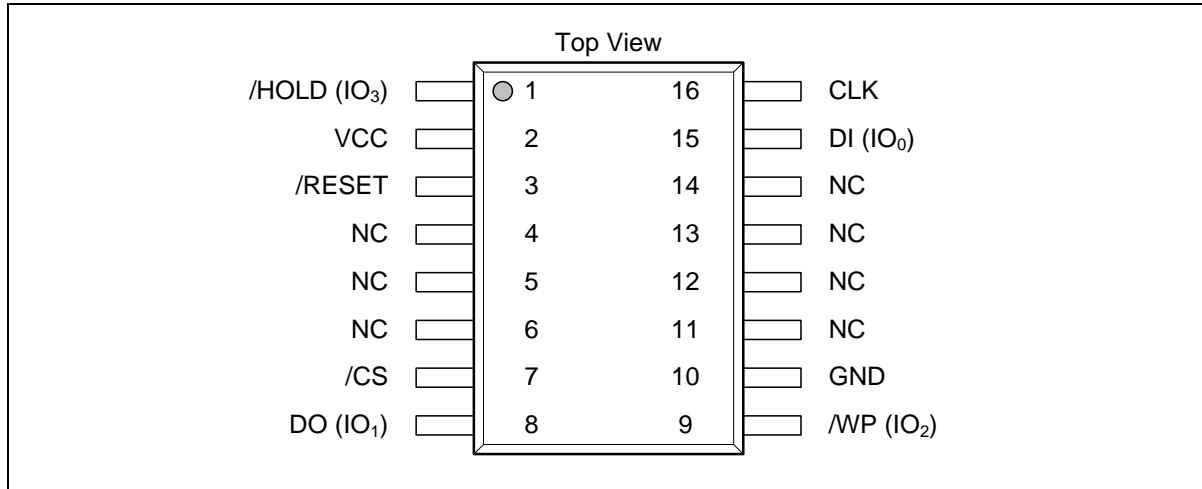 Top View
/HOLD (IO₃) 1 16 CLK
VCC 2 15 DI (IO₀)
/RESET 3 14 NC
NC 4 13 NC
NC 5 12 NC
NC 6 11 NC
/CS 7 10 GND
DO (IO₁) 8 9 /WP (IO₂)